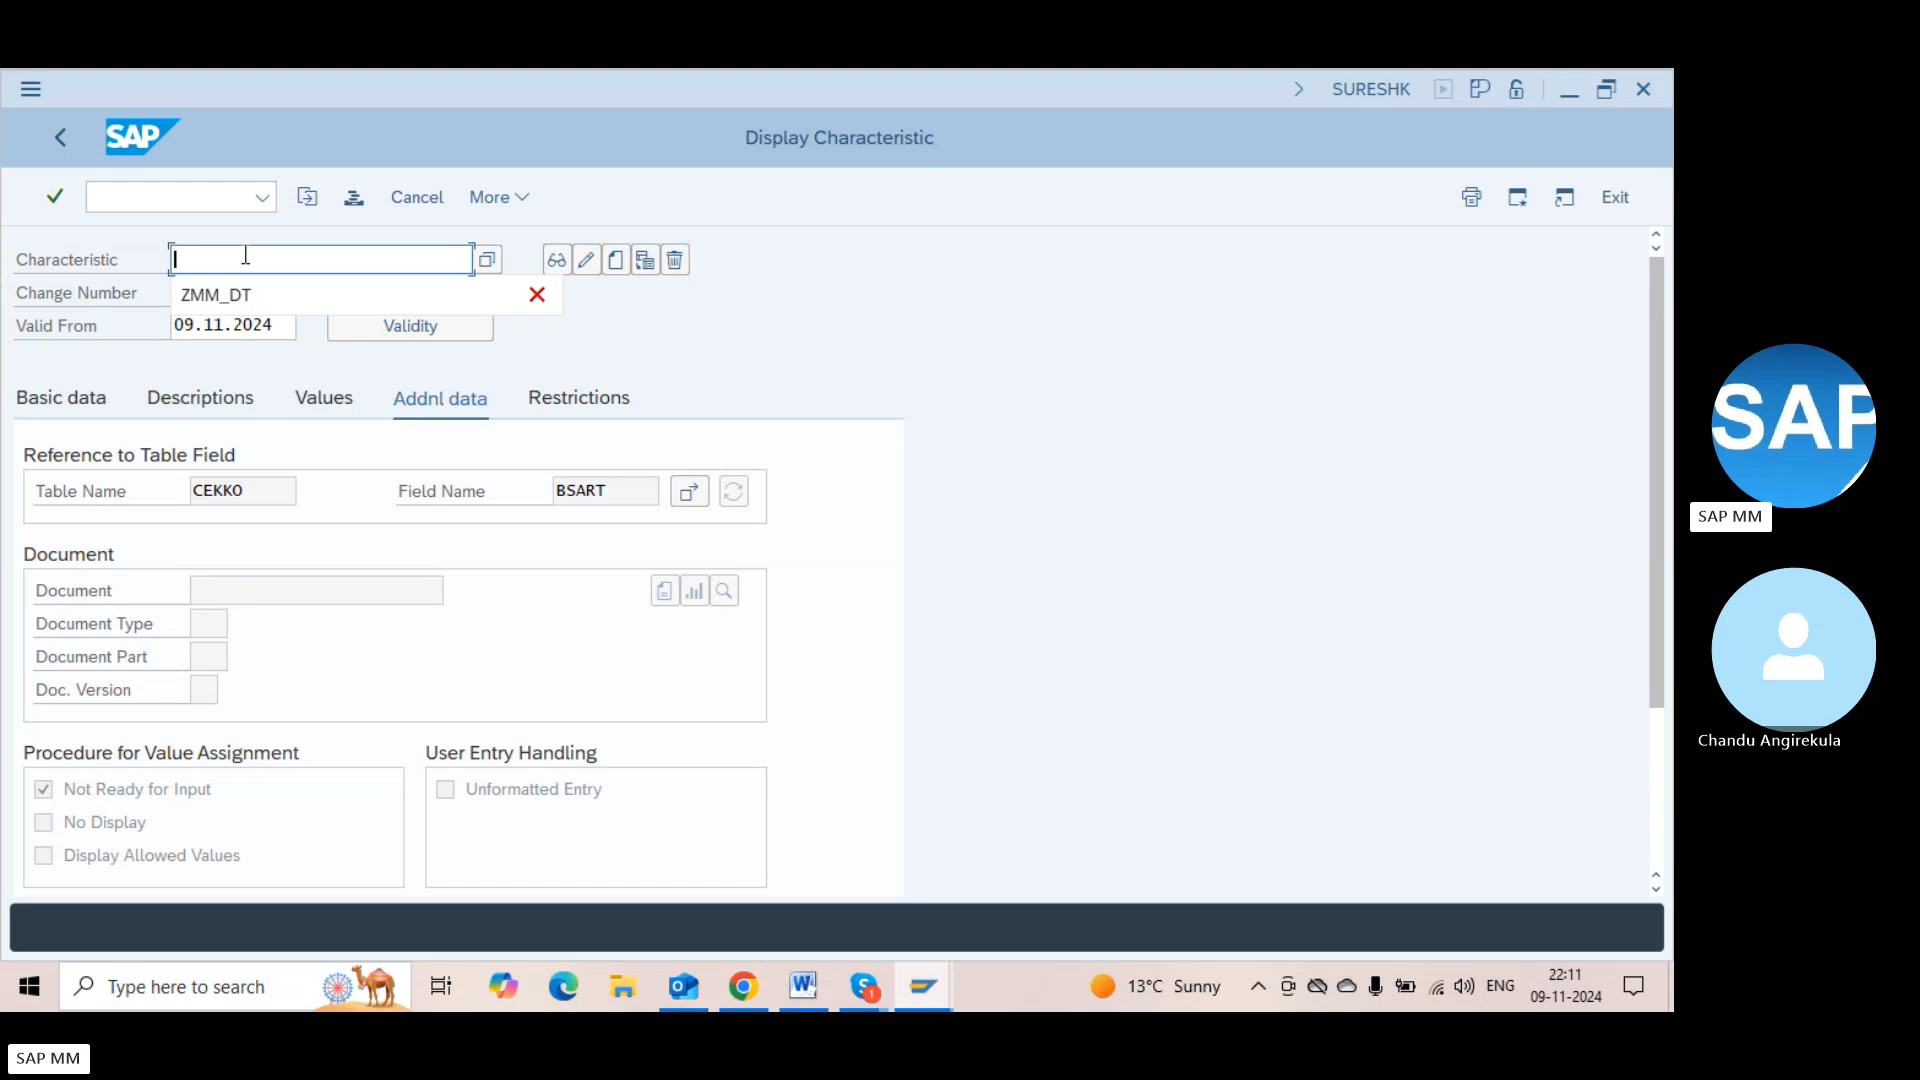 SURESHK
SAP
Display Characteristic
Cancel
More
Exit
Characteristic
ZMM_DT
Change Number
Valid From
09.11.2024
Validity
Basic data
Descriptions
Values
Addnl data
Restrictions
Reference to Table Field
Table Name
CEKKO
Field Name
BSART
Document
Document
Document Type
Document Part
Doc. Version
Procedure for Value Assignment
User Entry Handling
Not Ready for Input
Unformatted Entry
No Display
Display Allowed Values
SAP
SAP MM
Chandu Angirekula
Type here to search
1
13°C Sunny
ENG
22:11
09-11-2024
SAP MM